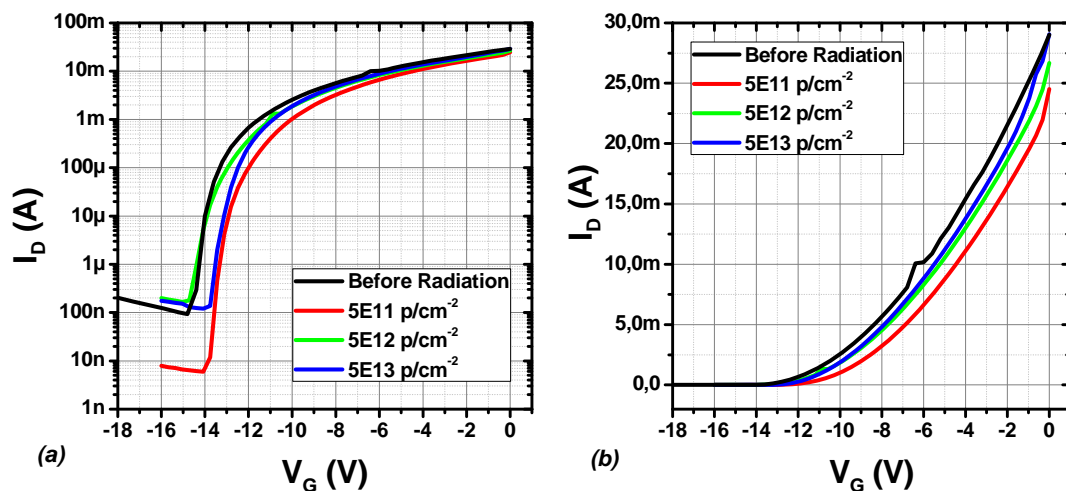 100m
10m
1m
100µ
10µ
1µ
100n
10n
1n
I_D (A)
-18 -16 -14 -12 -10 -8 -6 -4 -2 0
V_G (V)
(a)
Before Radiation
5E11 p/cm-2
5E12 p/cm-2
5E13 p/cm-2
30,0m
25,0m
20,0m
15,0m
10,0m
5,0m
0,0
I_D (A)
-18 -16 -14 -12 -10 -8 -6 -4 -2 0
V_G (V)
(b)
Before Radiation
5E11 p/cm-2
5E12 p/cm-2
5E13 p/cm-2